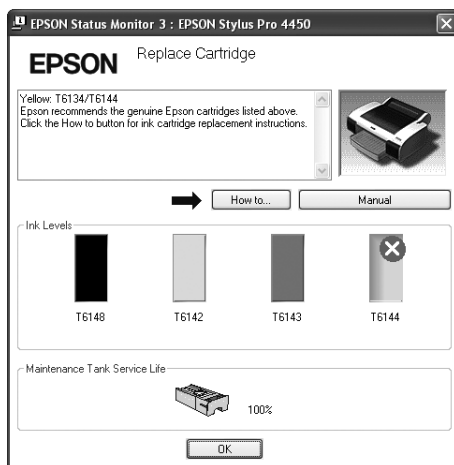 EPSON Status Monitor 3 : EPSON Stylus Pro 4450
EPSON
Replace Cartridge
Yellow: T6134/T6144
Epson recommends the genuine Epson cartridges listed above.
Click the How to button for ink cartridge replacement instructions.
How to...
Manual
Ink Levels
T6148
T6142
T6143
T6144
Maintenance Tank Service Life
100%
OK